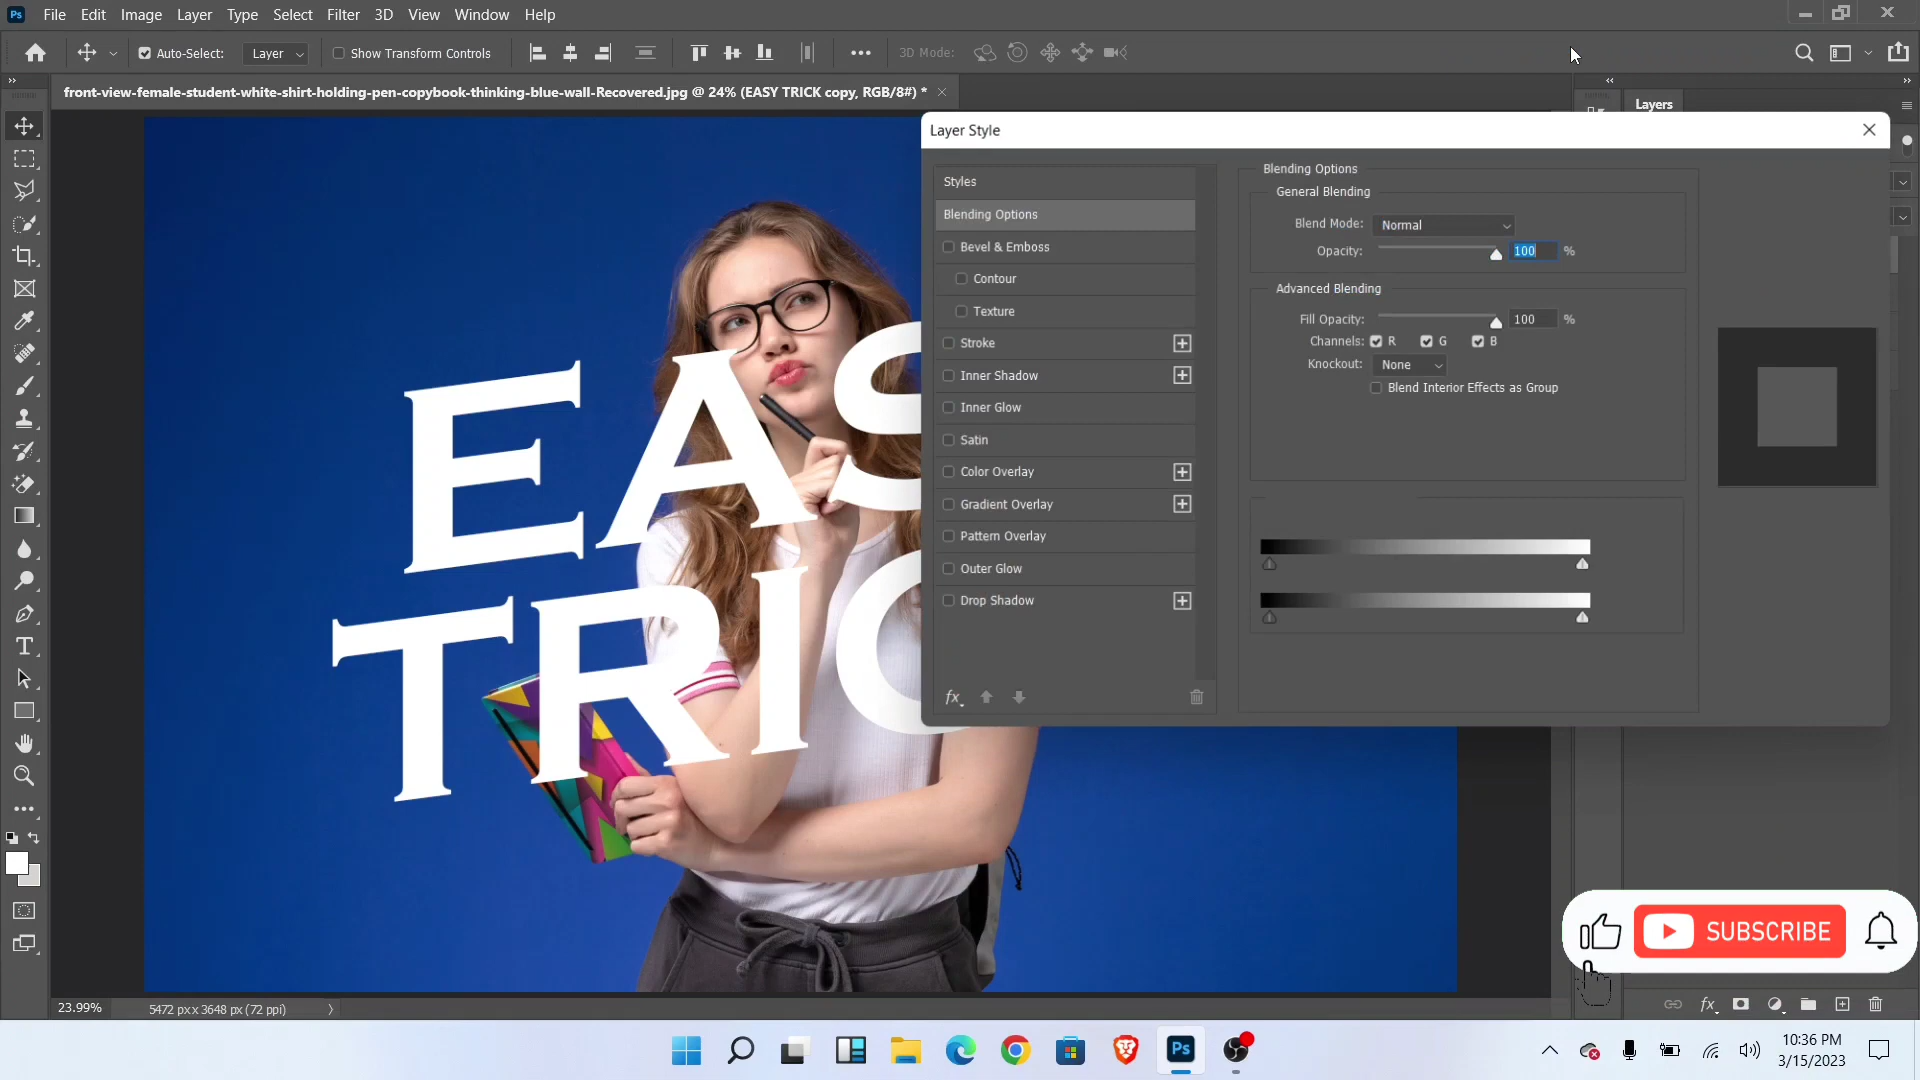 Ps File Edit Image Layer Type Select Filter 3D View Window Help
Auto-Select: Layer Show Transform Controls 3D Mode:
front-view-female-student-white-shirt-holding-pen-copybook-thinking-blue-wall-Recovered.jpg @ 24% (EASY TRICK copy, RGB/8#) *
Layers
Layer Style
Styles
Blending Options
Bevel & Emboss
Contour
Texture
Stroke
Inner Shadow
Inner Glow
Satin
Color Overlay
Gradient Overlay
Pattern Overlay
Outer Glow
Drop Shadow
fx
Blending Options
General Blending
Blend Mode: Normal
Opacity: 100 %
Advanced Blending
Fill Opacity: 100 %
Channels: R G B
Knockout: None
Blend Interior Effects as Group
EAS
TRIC
SUBSCRIBE
23.99% 5472 px x 3648 px (72 ppi)
fx
Ps
10:36 PM
3/15/2023